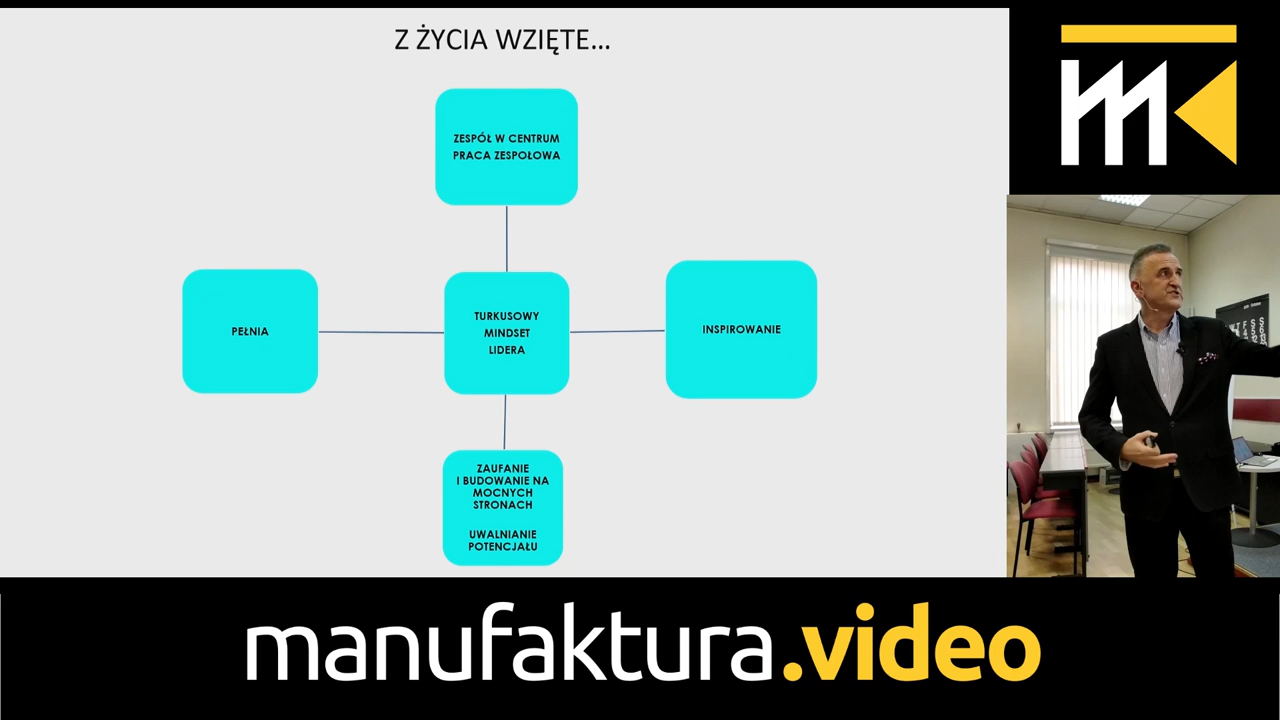 Z ŻYCIA WZIĘTE...
ZESPÓŁ W CENTRUM
PRACA ZESPOŁOWA
PEŁNIA
TURKUSOWY
MINDSET
LIDERA
INSPIROWANIE
ZAUFANIE
I BUDOWANIE NA
MOCNYCH
STRONACH
UWALNIANIE
POTENCJAŁU
manufaktura.video